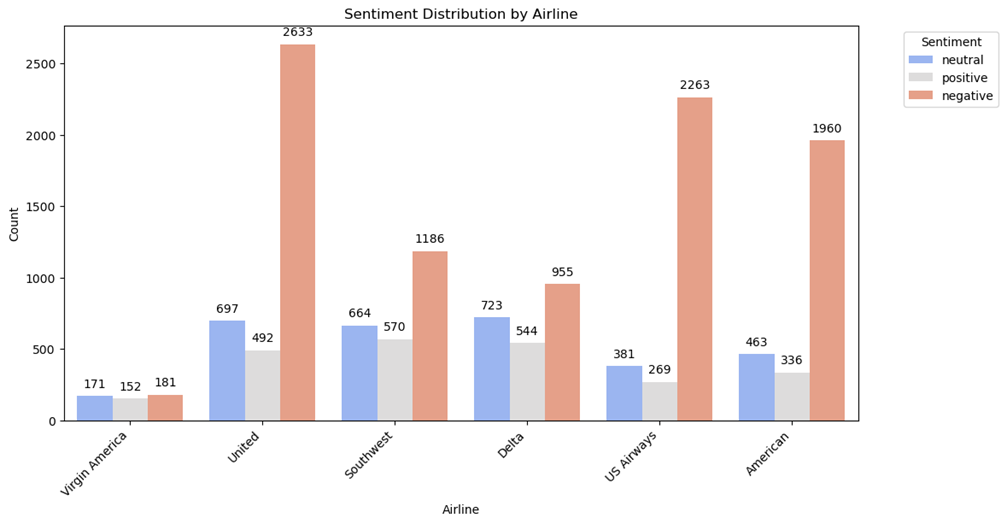 Sentiment Distribution by Airline
Sentiment
neutral
positive
negative
Count
2500
2000
1500
1000
500
0
171
152
181
697
492
2633
664
570
1186
723
544
955
381
269
2263
463
336
1960
Virgin America
United
Southwest
Delta
US Airways
American
Airline